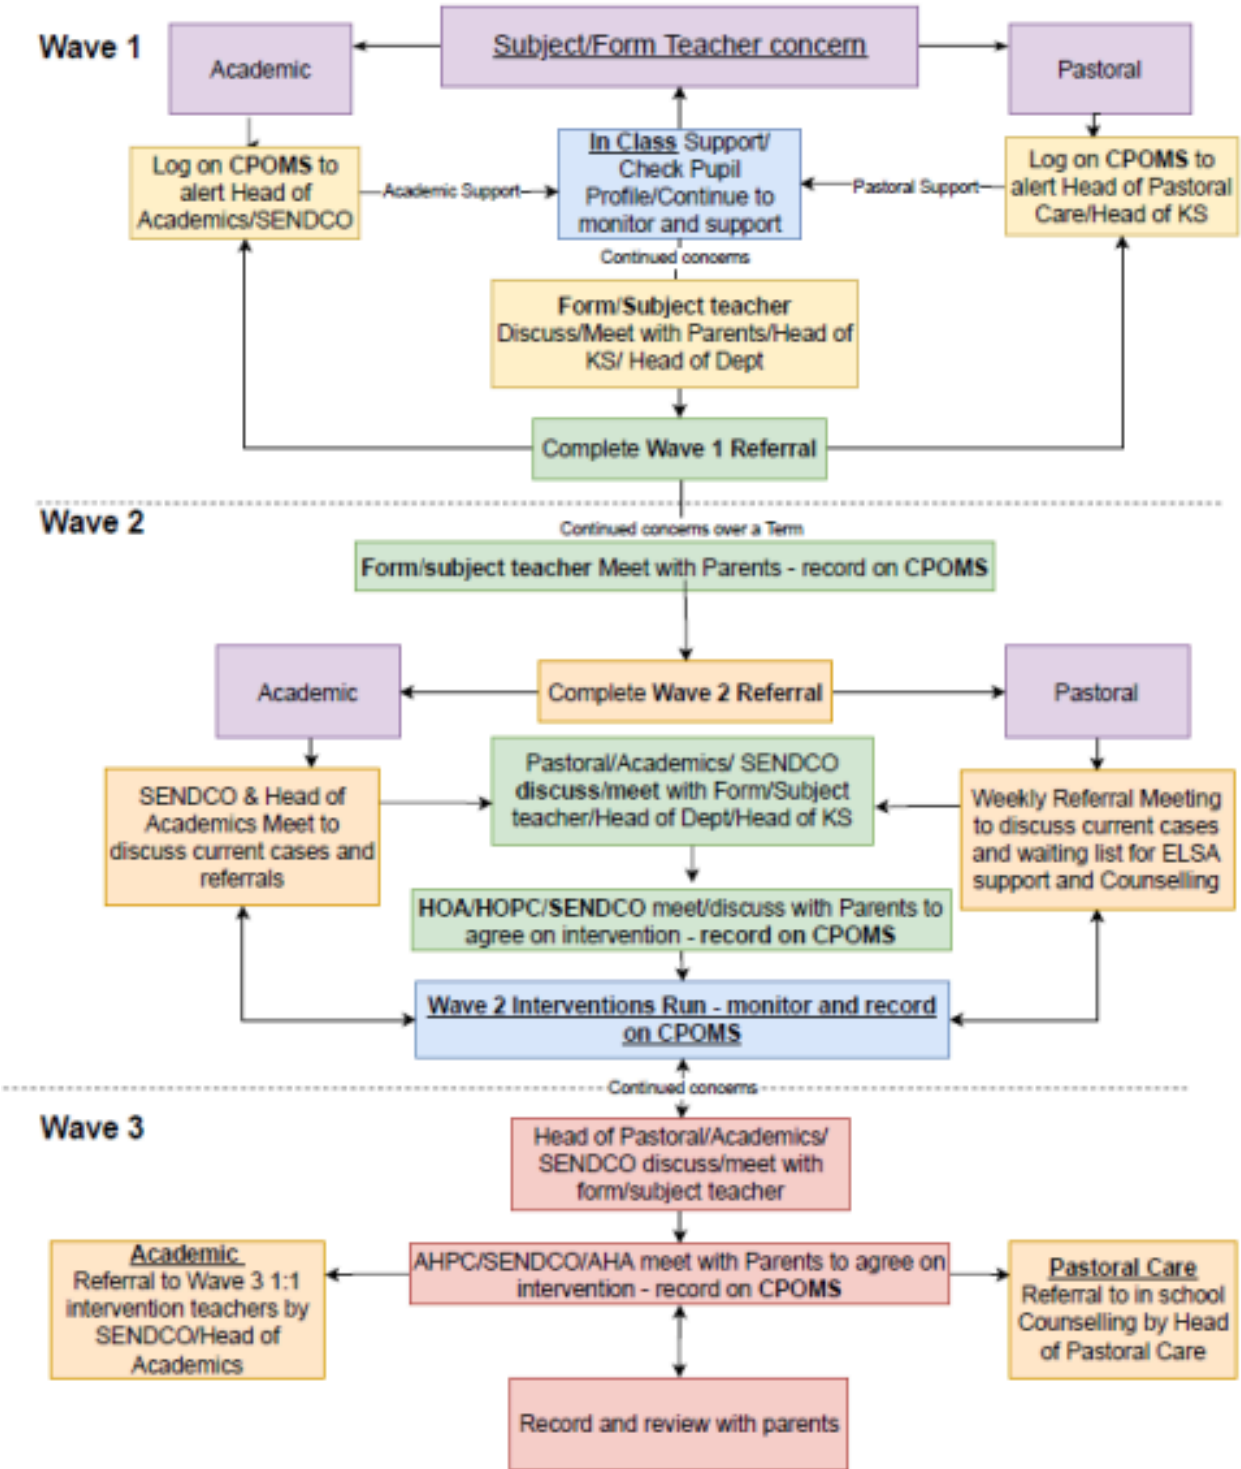 Wave 1
Subject/Form Teacher concern
Academic
Pastoral
In Class Support/
Check Pupil
Profile/Continue to
monitor and support
Log on CPOMS to
alert Head of
Academics/SENDCO
Academic Support
Pastoral Support
Log on CPOMS to
alert Head of Pastoral
Care/Head of KS
Continued concerns
Form/Subject teacher
Discuss/Meet with Parents/Head of
KS/ Head of Dept
Complete Wave 1 Referral
Wave 2
Continued concerns over a Term
Form/subject teacher Meet with Parents - record on CPOMS
Academic
Complete Wave 2 Referral
Pastoral
SENDCO & Head of
Academics Meet to
discuss current cases and
referrals
Pastoral/Academics/ SENDCO
discuss/meet with Form/Subject
teacher/Head of Dept/Head of KS
Weekly Referral Meeting
to discuss current cases
and waiting list for ELSA
support and Counselling
HOA/HOPC/SENDCO meet/discuss with Parents to
agree on intervention - record on CPOMS
Wave 2 Interventions Run - monitor and record
on CPOMS
Continued concerns
Wave 3
Head of Pastoral/Academics/
SENDCO discuss/meet with
form/subject teacher
Academic
Referral to Wave 3 1:1
intervention teachers by
SENDCO/Head of
Academics
AHPC/SENDCO/AHA meet with Parents to agree on
intervention - record on CPOMS
Pastoral Care
Referral to in school
Counselling by Head
of Pastoral Care
Record and review with parents